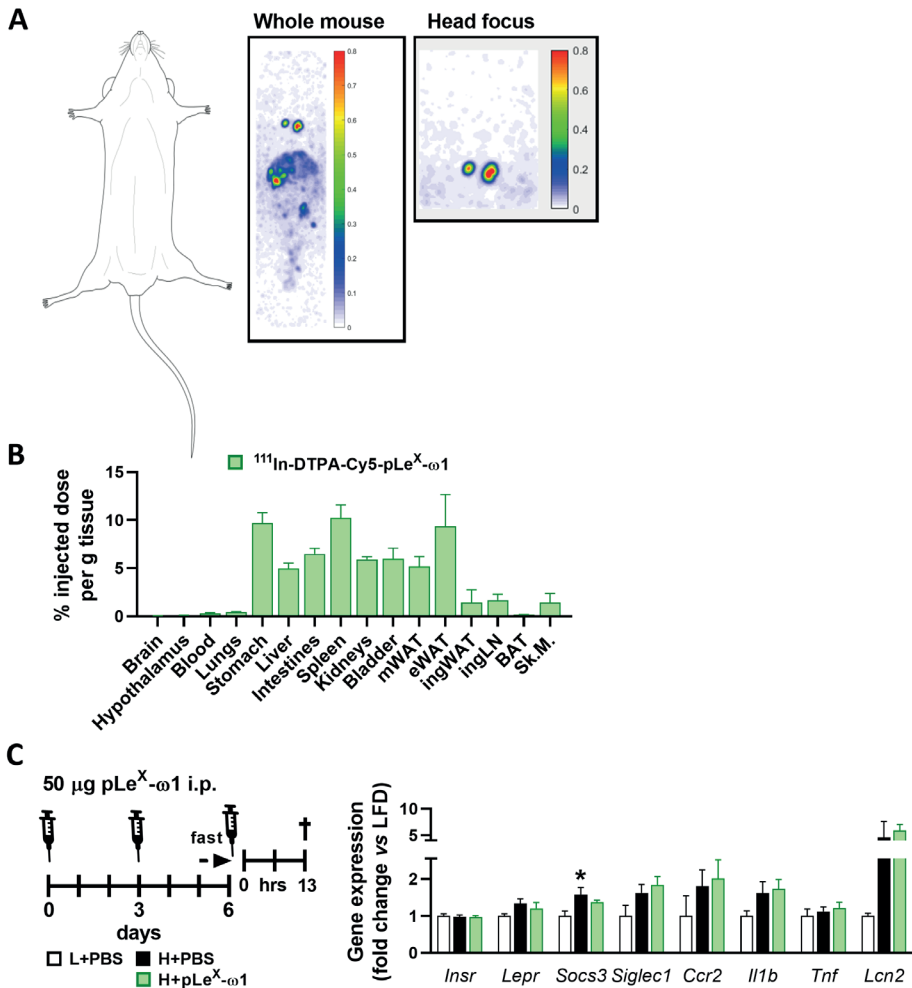 A
Whole mouse
Head focus
0.8
0.7
0.6
0.5
0.4
0.3
0.2
0.1
0
0.8
0.6
0.4
0.2
0
B
¹¹¹In-DTPA-Cy5-pLeˣ-ω1
% injected dose
per g tissue
15
10
5
0
Brain
Hypothalamus
Blood
Lungs
Stomach
Liver
Intestines
Spleen
Kidneys
Bladder
mWAT
eWAT
ingWAT
ingLN
BAT
Sk.M.
C
50 µg pLeˣ-ω1 i.p.
fast
0 hrs 13
0 3 6
days
L+PBS H+PBS
H+pLeˣ-ω1
Gene expression
(fold change vs LFD)
10
5
2
1
0
*
Insr Lepr Socs3 Siglec1 Ccr2 Il1b Tnf Lcn2